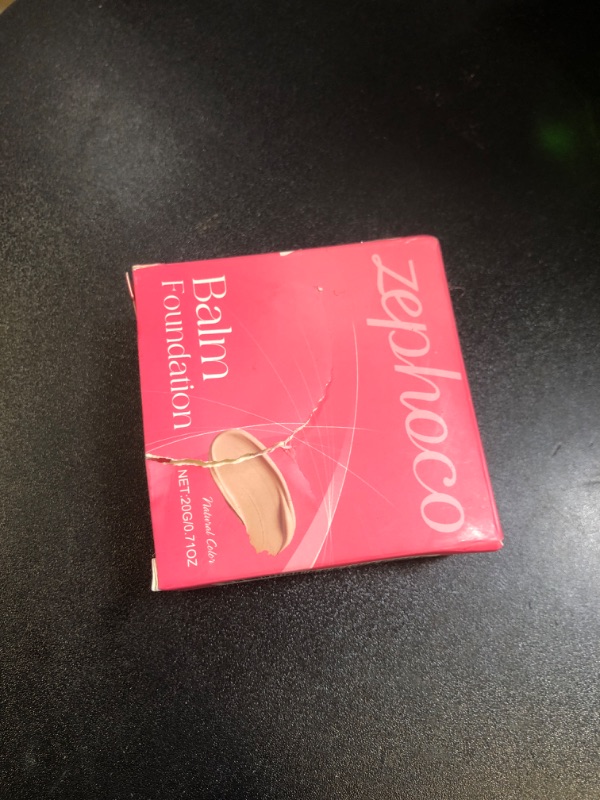 zephoco
Balm
Foundation
Natural Color
NET:20G/0.71OZ